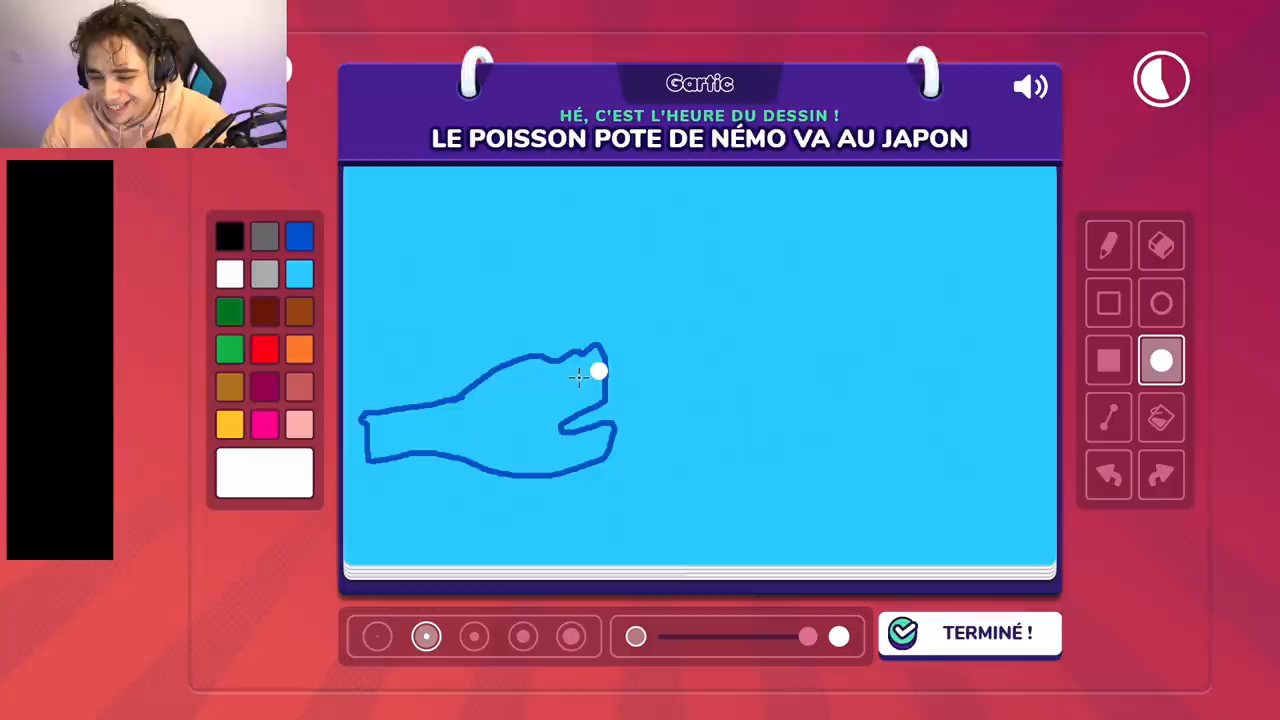 Gartic
HÉ, C'EST L'HEURE DU DESSIN !
LE POISSON POTE DE NÉMO VA AU JAPON
TERMINÉ !